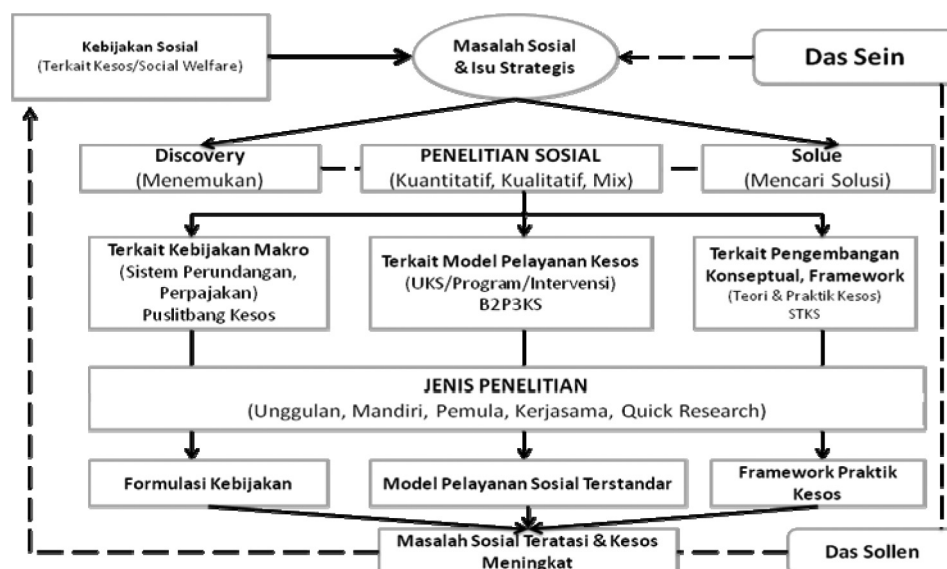 Kebijakan Sosial
(Terkait Kesos/Social Welfare)
Masalah Sosial
& Isu Strategis
Das Sein
Discovery
(Menemukan)
PENELITIAN SOSIAL
(Kuantitatif, Kualitatif, Mix)
Solue
(Mencari Solusi)
Terkait Kebijakan Makro
(Sistem Perundangan,
Perpajakan)
Puslitbang Kesos
Terkait Model Pelayanan Kesos
(UKS/Program/Intervensi)
B2P3KS
Terkait Pengembangan
Konseptual, Framework
(Teori & Praktik Kesos)
STKS
JENIS PENELITIAN
(Unggulan, Mandiri, Pemula, Kerjasama, Quick Research)
Formulasi Kebijakan
Model Pelayanan Sosial Terstandar
Framework Praktik
Kesos
Masalah Sosial Teratasi & Kesos
Meningkat
Das Sollen